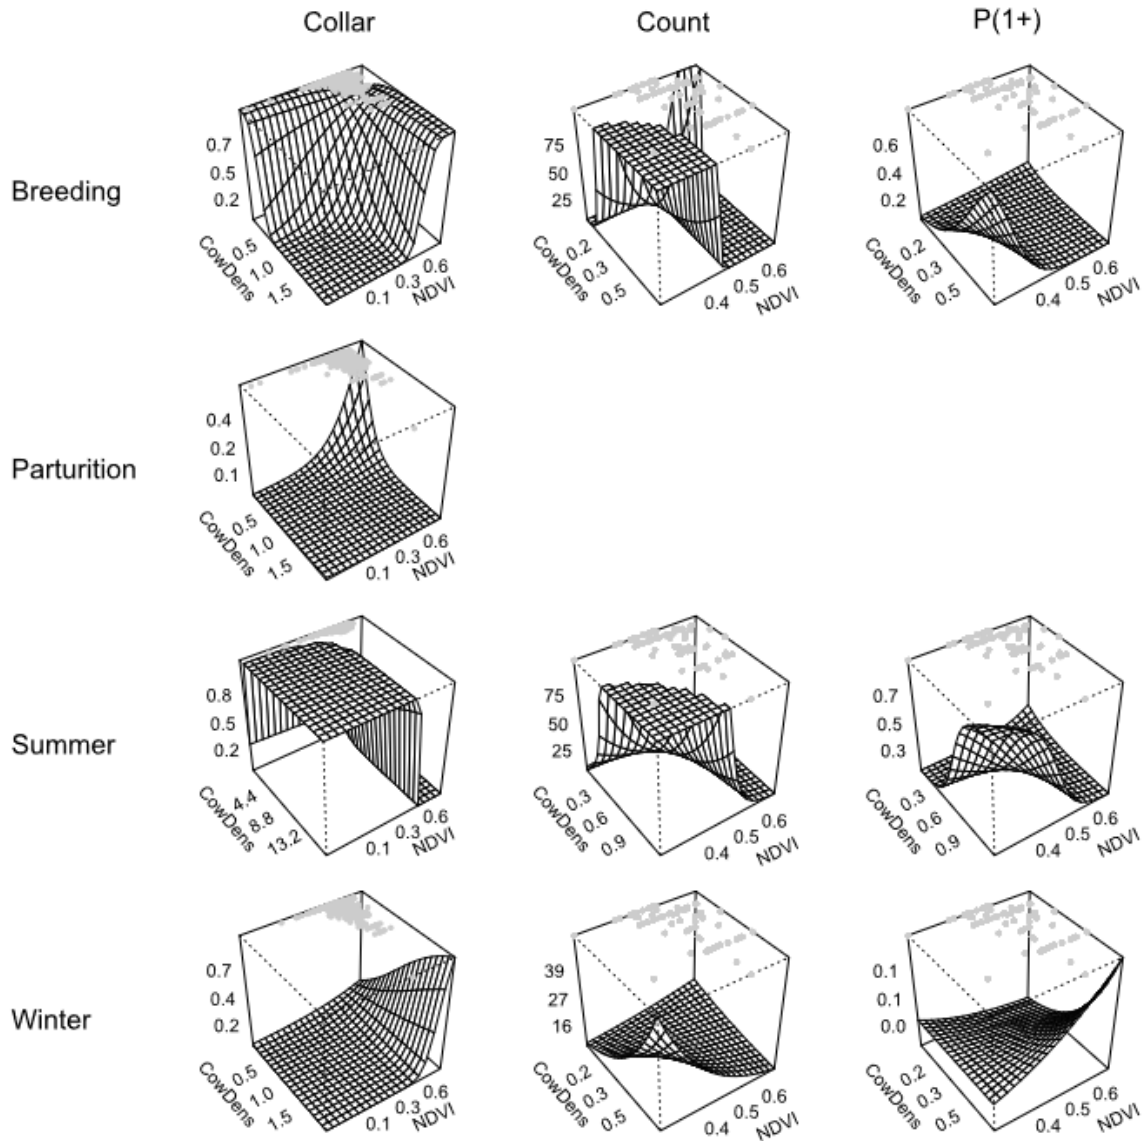 Collar Count P(1+)
Breeding
0.7 0.5 0.2 CowDens 0.5 1.0 1.5 0.1 0.3 0.6 NDVI
75 50 25 CowDens 0.2 0.3 0.5 0.4 0.5 0.6 NDVI
0.6 0.4 0.2 CowDens 0.2 0.3 0.5 0.4 0.5 0.6 NDVI
Parturition
0.4 0.2 0.1 CowDens 0.5 1.0 1.5 0.1 0.3 0.6 NDVI
Summer
0.8 0.5 0.2 CowDens 4.4 8.8 13.2 0.1 0.3 0.6 NDVI
75 50 25 CowDens 0.3 0.6 0.9 0.4 0.5 0.6 NDVI
0.7 0.5 0.3 CowDens 0.3 0.6 0.9 0.4 0.5 0.6 NDVI
Winter
0.7 0.4 0.2 CowDens 0.5 1.0 1.5 0.1 0.3 0.6 NDVI
39 27 16 CowDens 0.2 0.3 0.5 0.4 0.5 0.6 NDVI
0.1 0.1 0.0 CowDens 0.2 0.3 0.5 0.4 0.5 0.6 NDVI